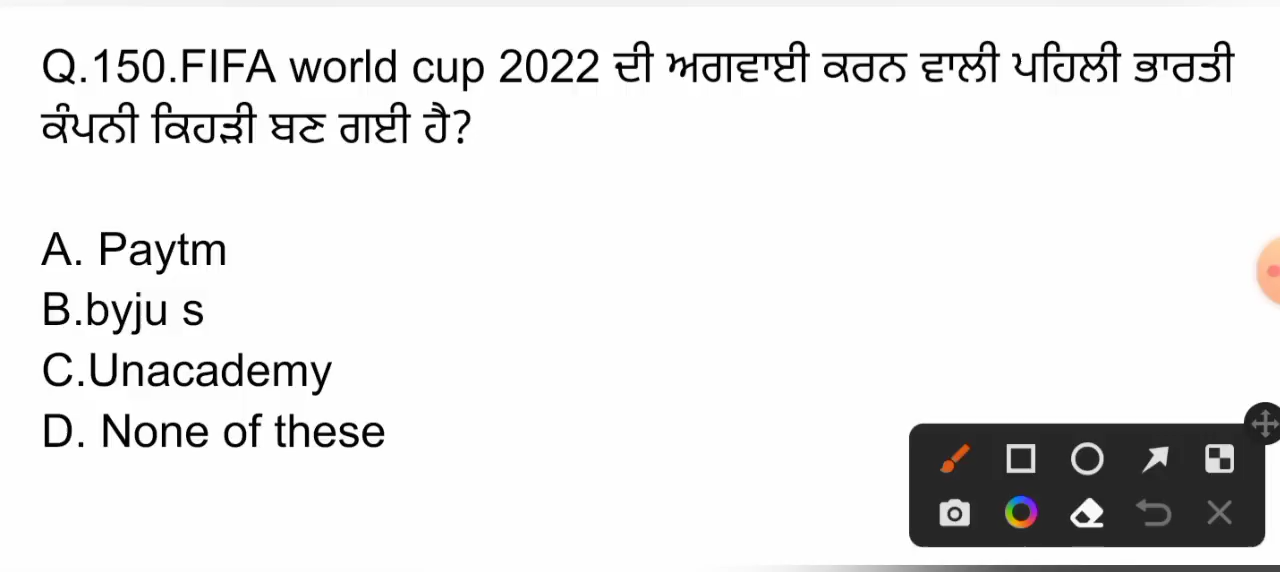 Q.150.FIFA world cup 2022 ਦੀ ਅਗਵਾਈ ਕਰਨ ਵਾਲੀ ਪਹਿਲੀ ਭਾਰਤੀ
ਕੰਪਨੀ ਕਿਹੜੀ ਬਣ ਗਈ ਹੈ?
A. Paytm
B.byju s
C.Unacademy
D. None of these